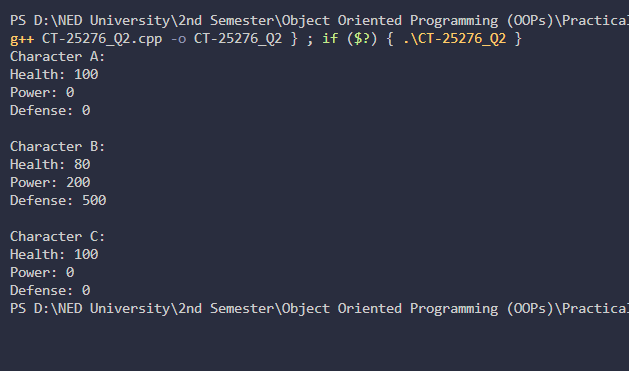 PS D:\NED University\2nd Semester\Object Oriented Programming (OOPs)\Practical
g++ CT-25276_Q2.cpp -o CT-25276_Q2 } ; if ($?) { .\CT-25276_Q2 }
Character A:
Health: 100
Power: 0
Defense: 0
Character B:
Health: 80
Power: 200
Defense: 500
Character C:
Health: 100
Power: 0
Defense: 0
PS D:\NED University\2nd Semester\Object Oriented Programming (OOPs)\Practical